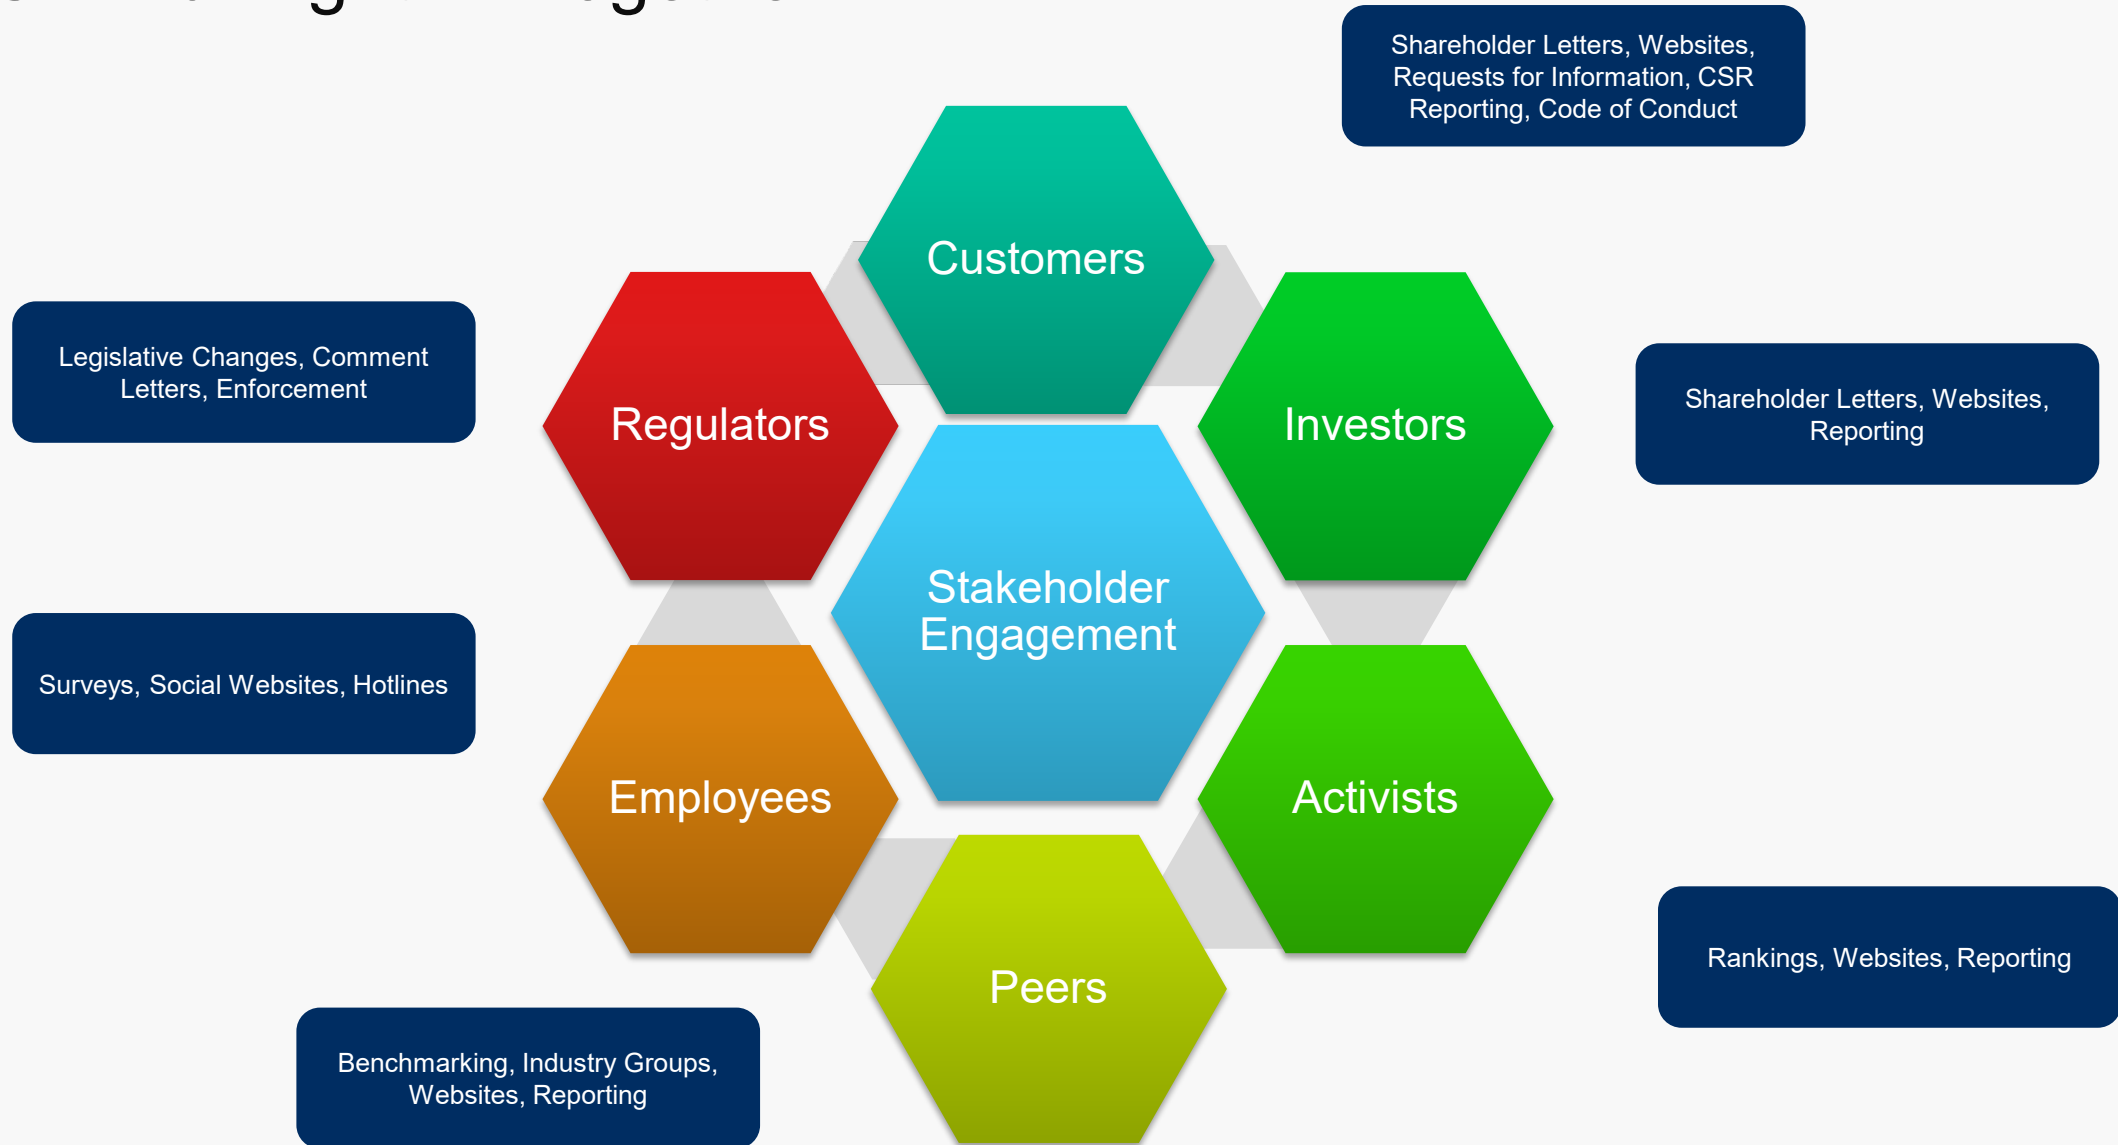 Shareholder Letters, Websites,
Requests for Information, CSR
Reporting, Code of Conduct
Customers
Legislative Changes, Comment
Letters, Enforcement
Regulators
Investors
Shareholder Letters, Websites,
Reporting
Stakeholder
Engagement
Surveys, Social Websites, Hotlines
Employees
Activists
Rankings, Websites, Reporting
Peers
Benchmarking, Industry Groups,
Websites, Reporting